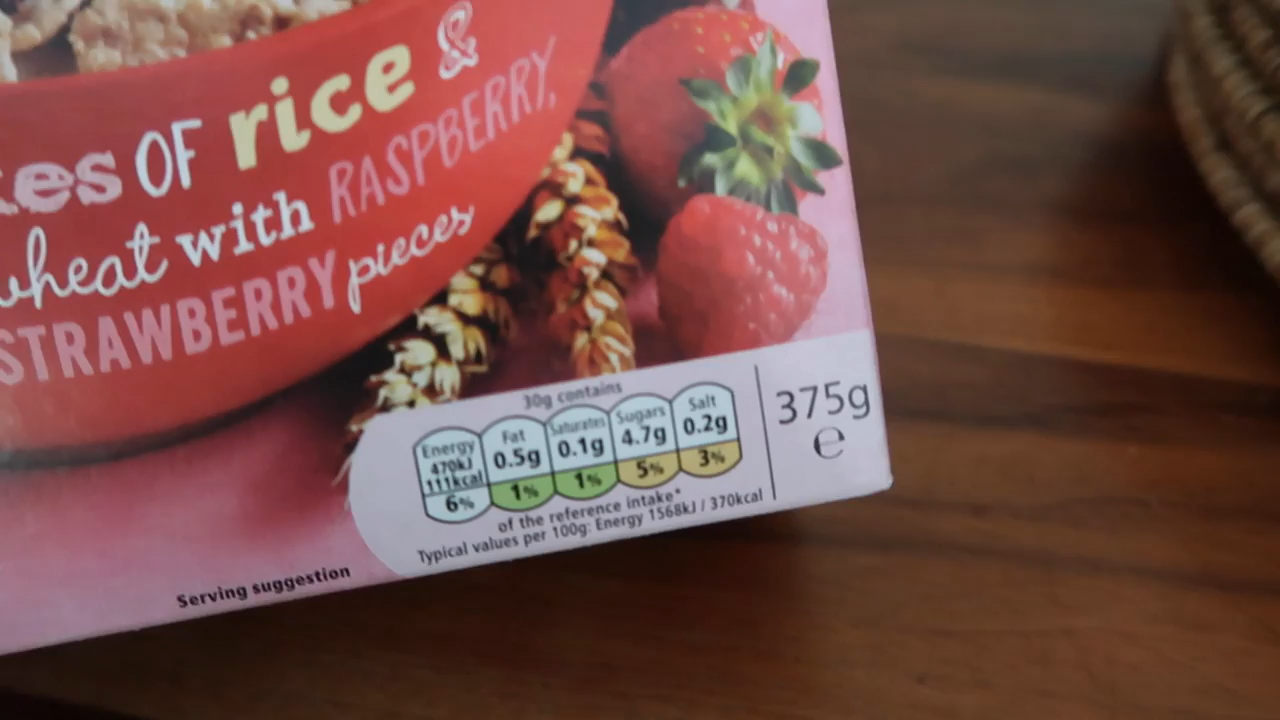 es OF rice &
wheat with RASPBERRY,
STRAWBERRY pieces
30g contains
Energy
470kJ
111kcal
6%
Fat
0.5g
1%
Saturates
0.1g
1%
Sugars
4.7g
5%
Salt
0.2g
3%
of the reference intake*
Typical values per 100g: Energy 1568kJ / 370kcal
375g
e
Serving suggestion